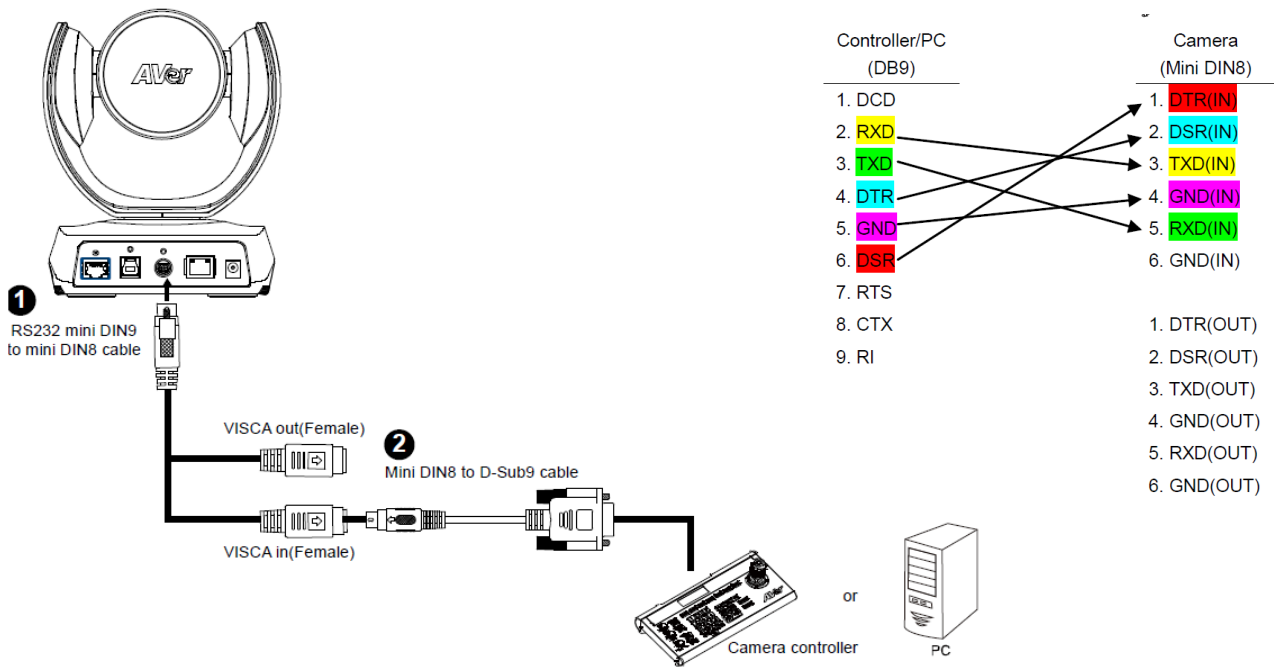 AVer
1
RS232 mini DIN9
to mini DIN8 cable
VISCA out(Female)
2
Mini DIN8 to D-Sub9 cable
VISCA in(Female)
AVer
Camera controller
or
PC
Controller/PC
(DB9)
1. DCD
2. RXD
3. TXD
4. DTR
5. GND
6. DSR
7. RTS
8. CTX
9. RI
Camera
(Mini DIN8)
1. DTR(IN)
2. DSR(IN)
3. TXD(IN)
4. GND(IN)
5. RXD(IN)
6. GND(IN)
1. DTR(OUT)
2. DSR(OUT)
3. TXD(OUT)
4. GND(OUT)
5. RXD(OUT)
6. GND(OUT)